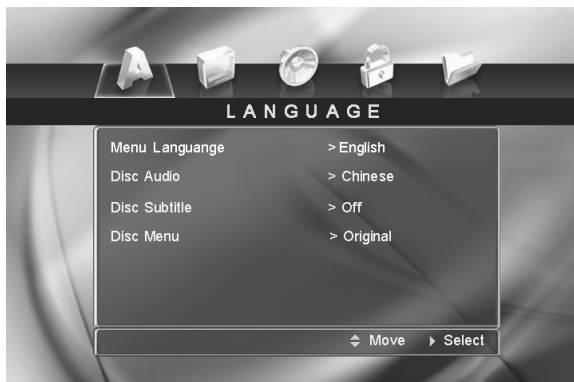 LANGUAGE
Menu Languange > English
Disc Audio > Chinese
Disc Subtitle > Off
Disc Menu > Original
Move Select